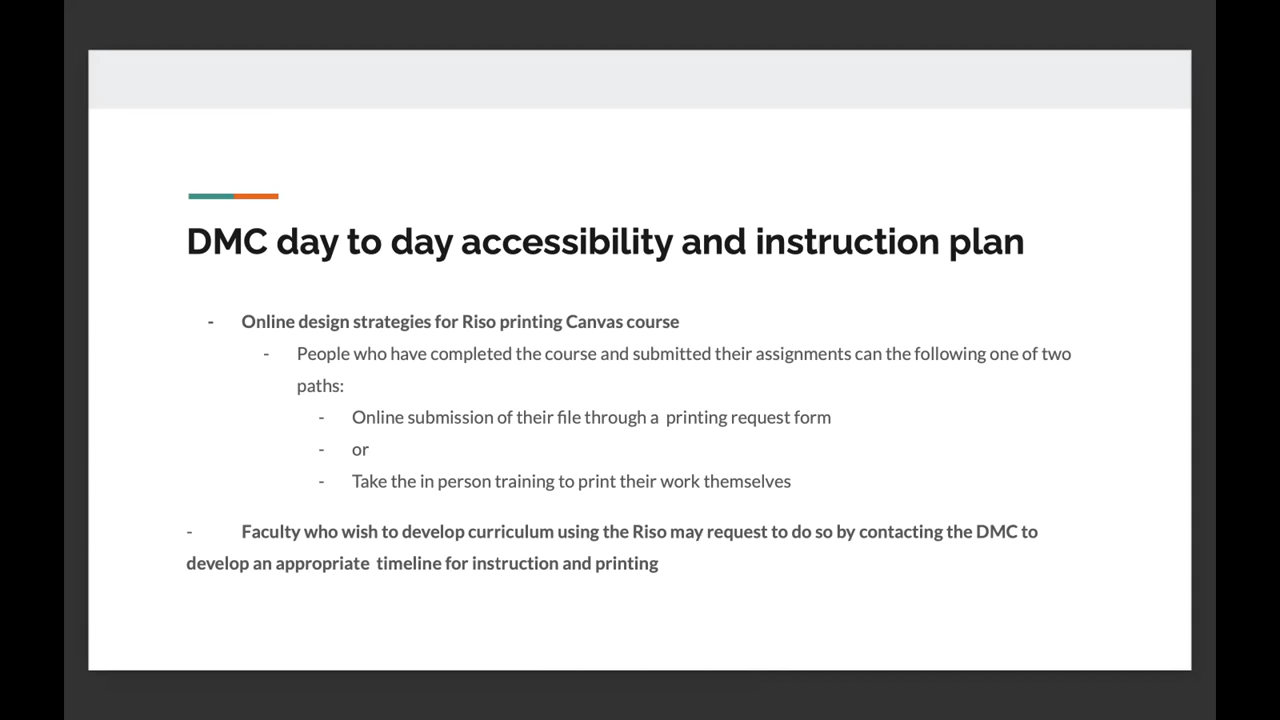 DMC day to day accessibility and instruction plan
- Online design strategies for Riso printing Canvas course
- People who have completed the course and submitted their assignments can the following one of two
paths:
- Online submission of their file through a  printing request form
- or
- Take the in person training to print their work themselves
- Faculty who wish to develop curriculum using the Riso may request to do so by contacting the DMC to
develop an appropriate  timeline for instruction and printing